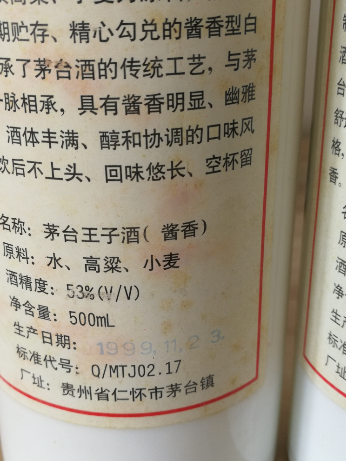 期贮存、精心勾兑的酱香型白
承了茅台酒的传统工艺，与茅
脉相承，具有酱香明显、幽雅
酒体丰满、醇和协调的口味风
饮后不上头、回味悠长、空杯留
名称：茅台王子酒（酱香）
原料：水、高粱、小麦
酒精度：53%(V/V)
净含量：500mL
生产日期：1999.11.23.
标准代号：Q/MTJ02.17
厂址：贵州省仁怀市茅台镇